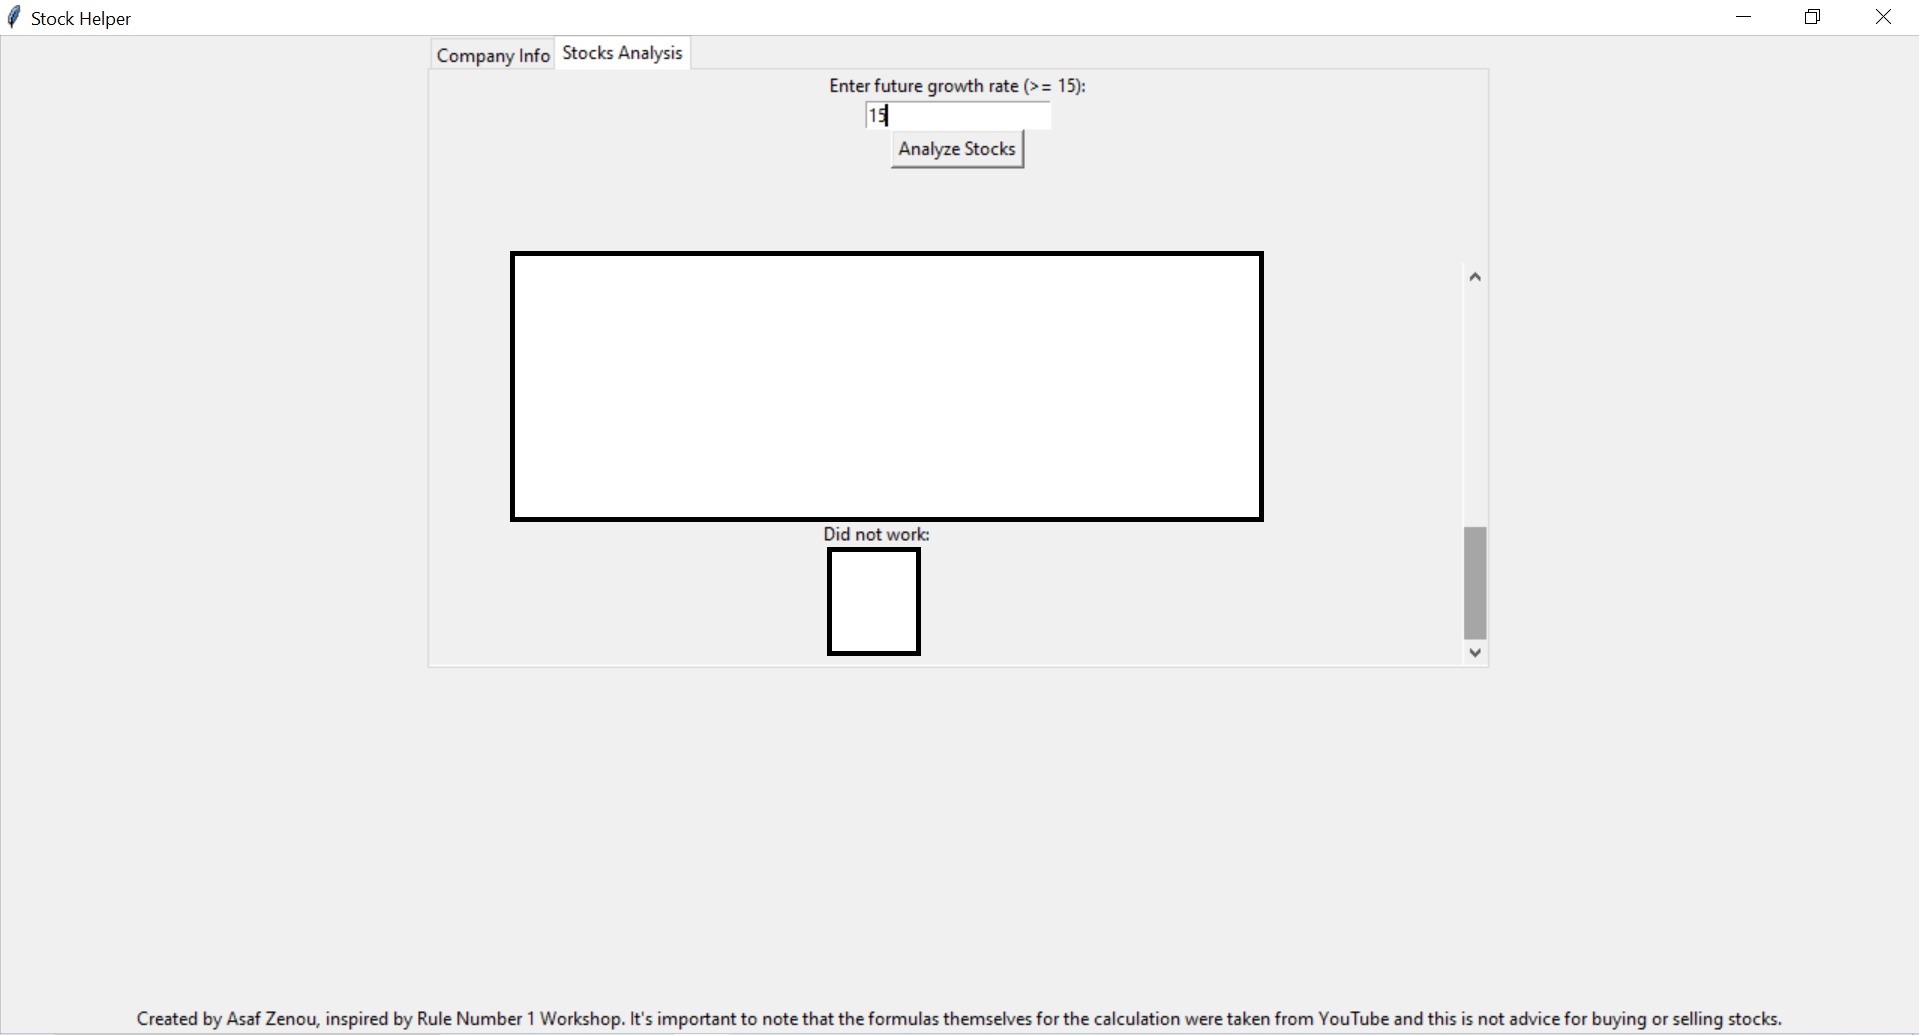 Stock Helper
Company Info
Stocks Analysis
Enter future growth rate (>= 15):
15
Analyze Stocks
Did not work:
Created by Asaf Zenou, inspired by Rule Number 1 Workshop. It's important to note that the formulas themselves for the calculation were taken from YouTube and this is not advice for buying or selling stocks.